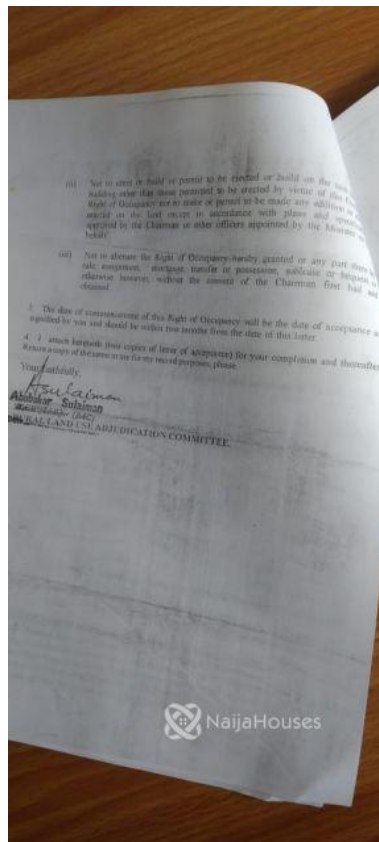 (ii) Not to erect or build or permit to be erected or build on the land
building other than those permitted to be erected by virtue of this
Right of Occupancy nor to make or permit to be made any addition or
on the land except in accordance with plans and
approved by the Chairman or other officers appointed by the Minister
behalf
(iii) Not to alienate the Right of Occupancy hereby granted or any part
sale assignment, mortgage, transfer or possession, sublease or bequest or
otherwise however, without the consent of the Chairman first had and
obtained
3. The date of commencement of this Right of Occupancy will be the date of acceptance
signified by you and should be within two months from the date of this letter
4. I attach herewith copies of letter of acceptance) for your completion and thereafter
Return a copy of the same to me for my record purposes, please.
Yours faithfully,
Asulaiman
Abubakar Sulaiman
RURAL LAND USE ADJUDICATION COMMITTEE
NaijaHouses